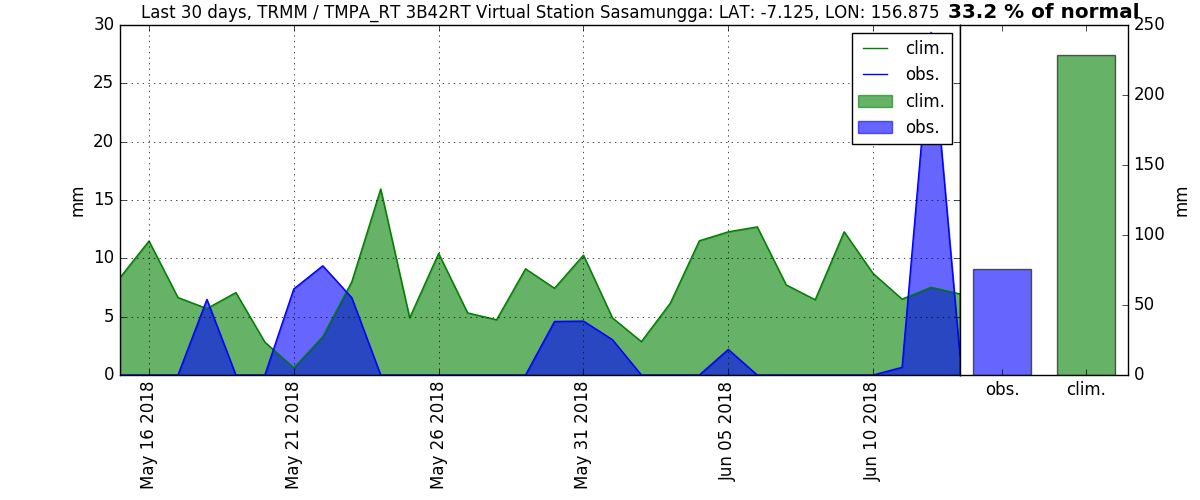 Last 30 days, TRMM / TMPA_RT 3B42RT Virtual Station Sasamungga: LAT: -7.125, LON: 156.875 33.2 % of normal
30
25
20
15
10
5
0
mm
clim.
obs.
clim.
obs.
250
200
150
100
50
0
mm
May 16 2018
May 21 2018
May 26 2018
May 31 2018
Jun 05 2018
Jun 10 2018
obs. clim.